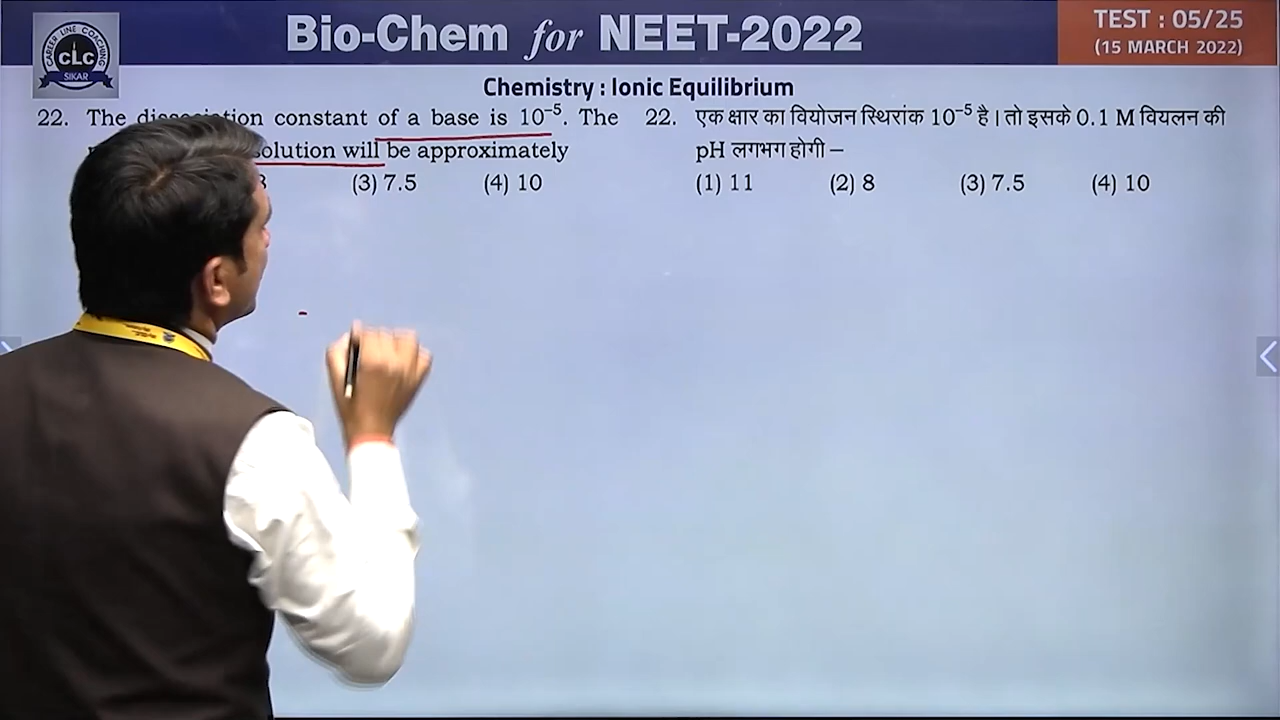 Bio-Chem for NEET-2022
TEST : 05/25
(15 MARCH 2022)
CAREER LINE COACHING
CLC
SIKAR
Chemistry : Ionic Equilibrium
22. The dissociation constant of a base is 10⁻⁵. The
solution will be approximately
8 (3) 7.5 (4) 10
22. एक क्षार का वियोजन स्थिरांक 10⁻⁵ है। तो इसके 0.1 M वियलन की
pH लगभग होगी –
(1) 11 (2) 8 (3) 7.5 (4) 10